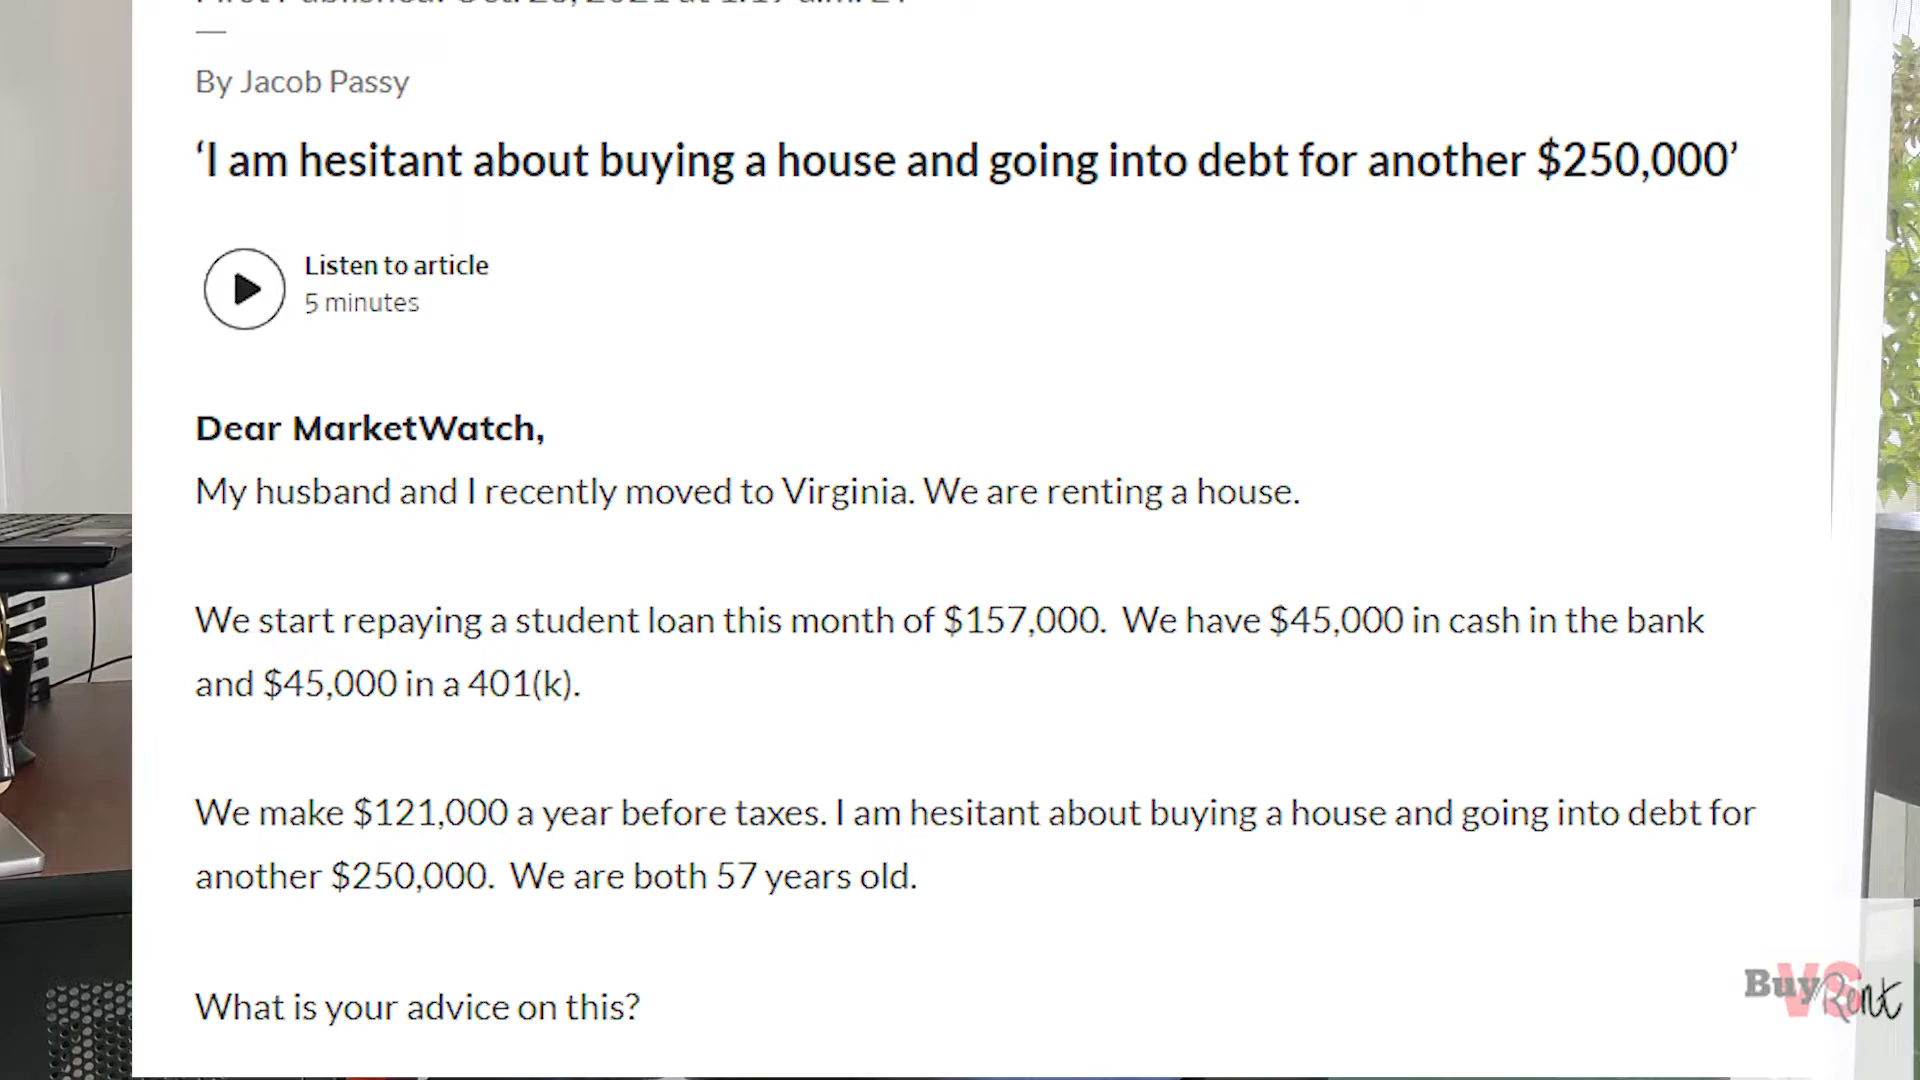 By Jacob Passy
‘I am hesitant about buying a house and going into debt for another $250,000’
Listen to article
5 minutes
Dear MarketWatch,
My husband and I recently moved to Virginia. We are renting a house.
We start repaying a student loan this month of $157,000. We have $45,000 in cash in the bank
and $45,000 in a 401(k).
We make $121,000 a year before taxes. I am hesitant about buying a house and going into debt for
another $250,000. We are both 57 years old.
What is your advice on this?
Buy VS Rent